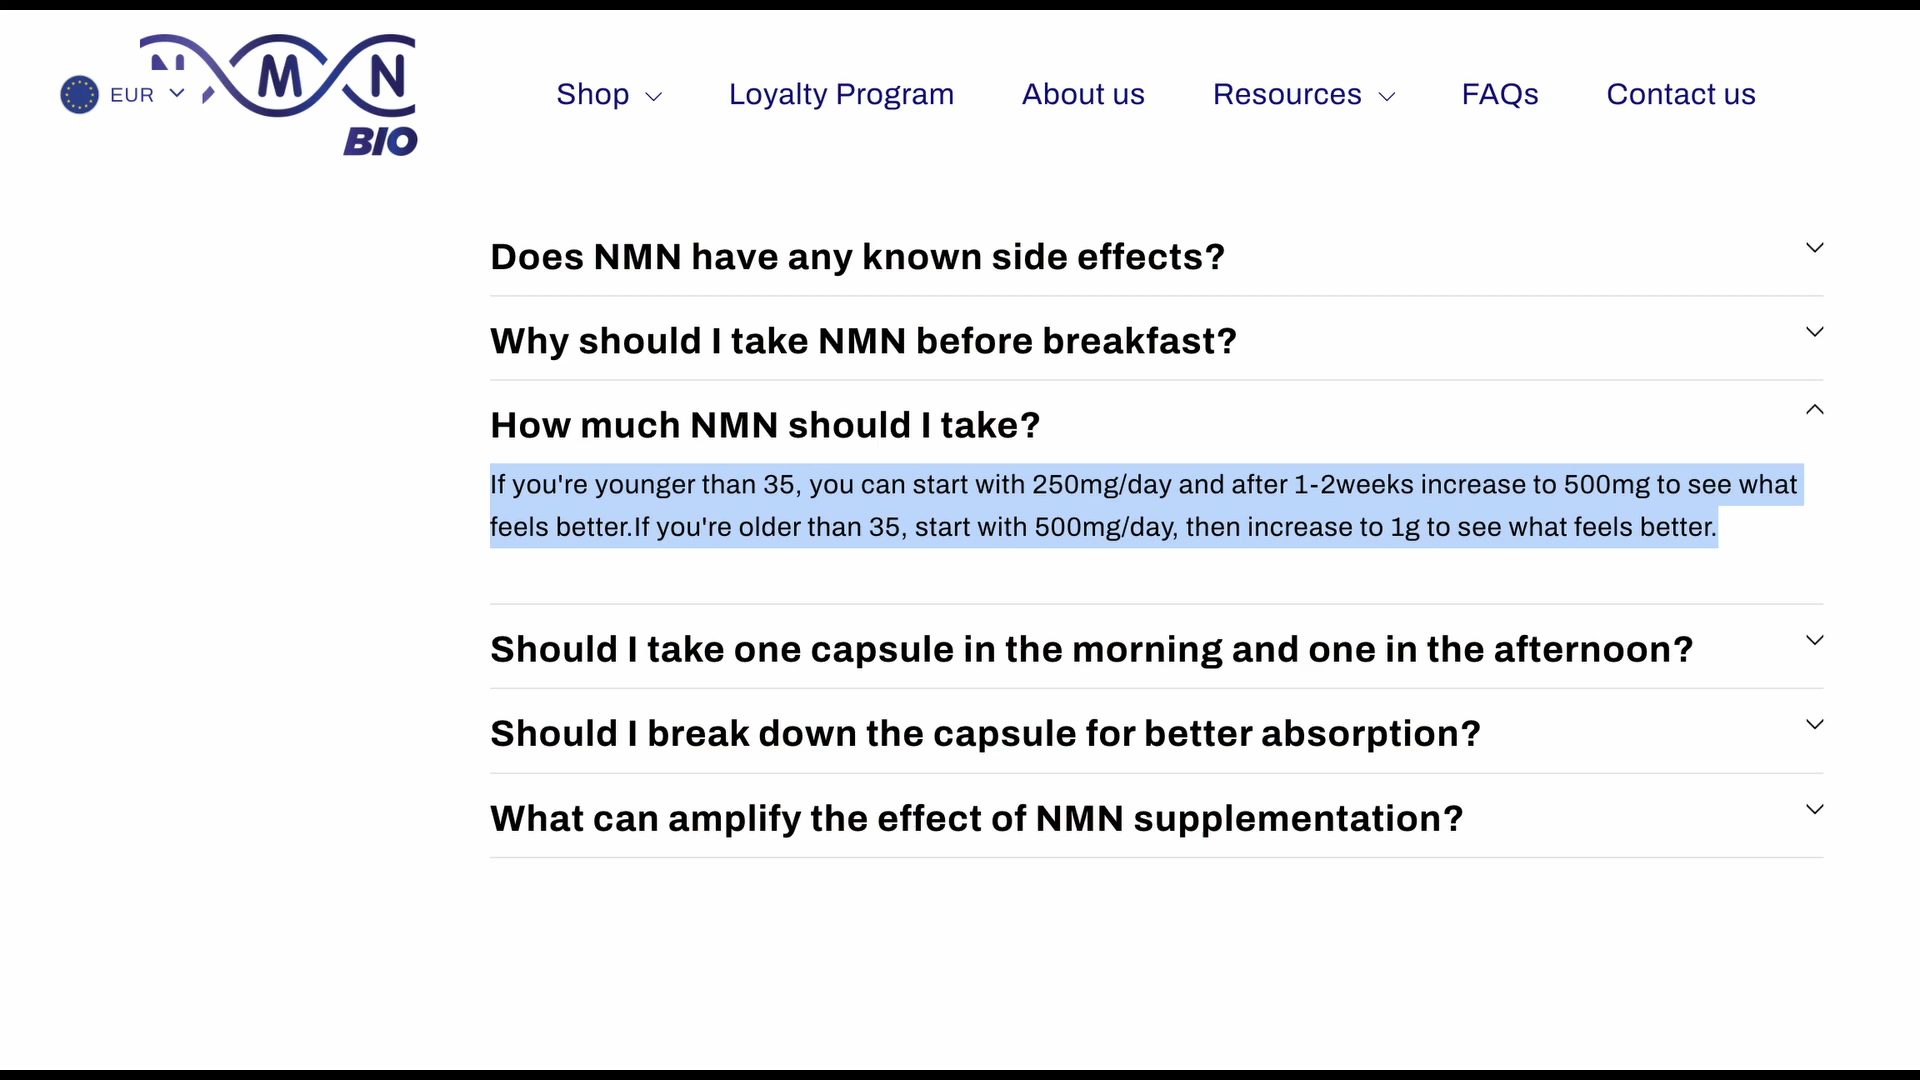 EUR
NMN
BIO
Shop
Loyalty Program
About us
Resources
FAQs
Contact us
Does NMN have any known side effects?
Why should I take NMN before breakfast?
How much NMN should I take?
If you're younger than 35, you can start with 250mg/day and after 1-2weeks increase to 500mg to see what
feels better.If you're older than 35, start with 500mg/day, then increase to 1g to see what feels better.
Should I take one capsule in the morning and one in the afternoon?
Should I break down the capsule for better absorption?
What can amplify the effect of NMN supplementation?